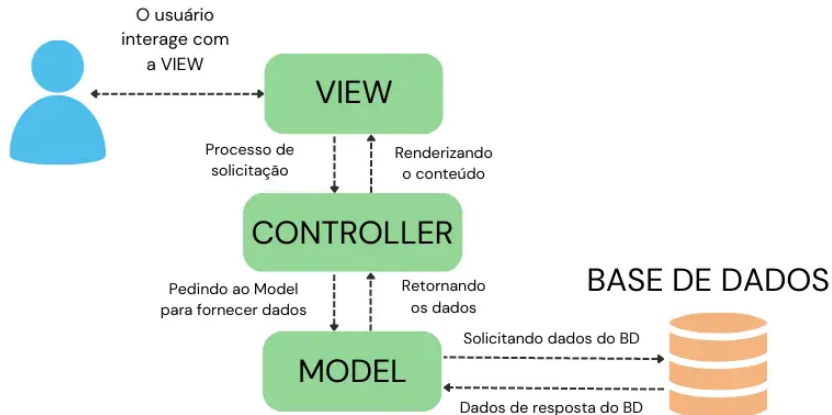 O usuário
interage com
a VIEW
VIEW
Processo de
solicitação
Renderizando
o conteúdo
CONTROLLER
Pedindo ao Model
para fornecer dados
Retornando
os dados
BASE DE DADOS
MODEL
Solicitando dados do BD
Dados de resposta do BD